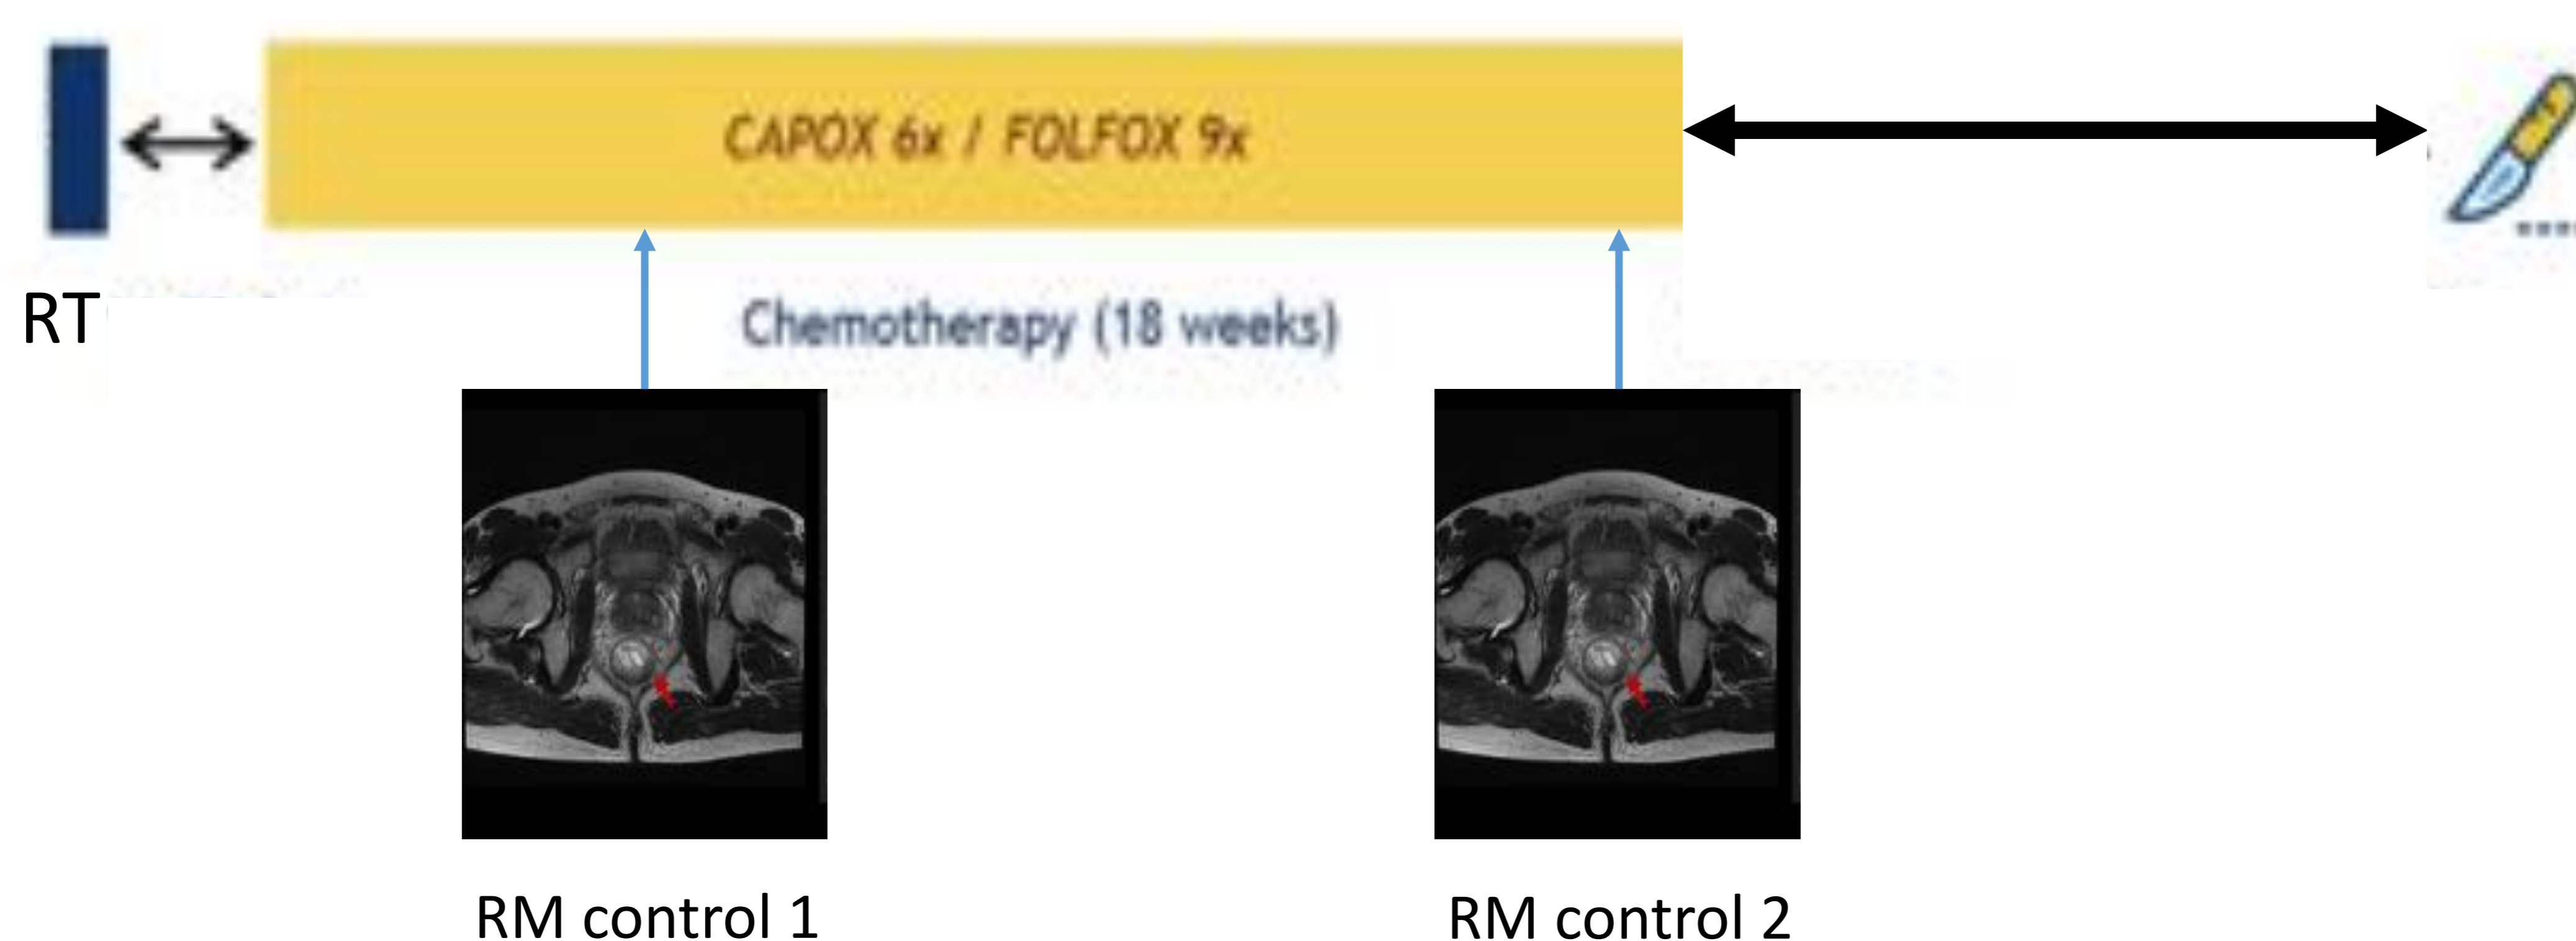 CAPOX 6x / FOLFOX 9x
RT
Chemotherapy (18 weeks)
RM control 1
RM control 2